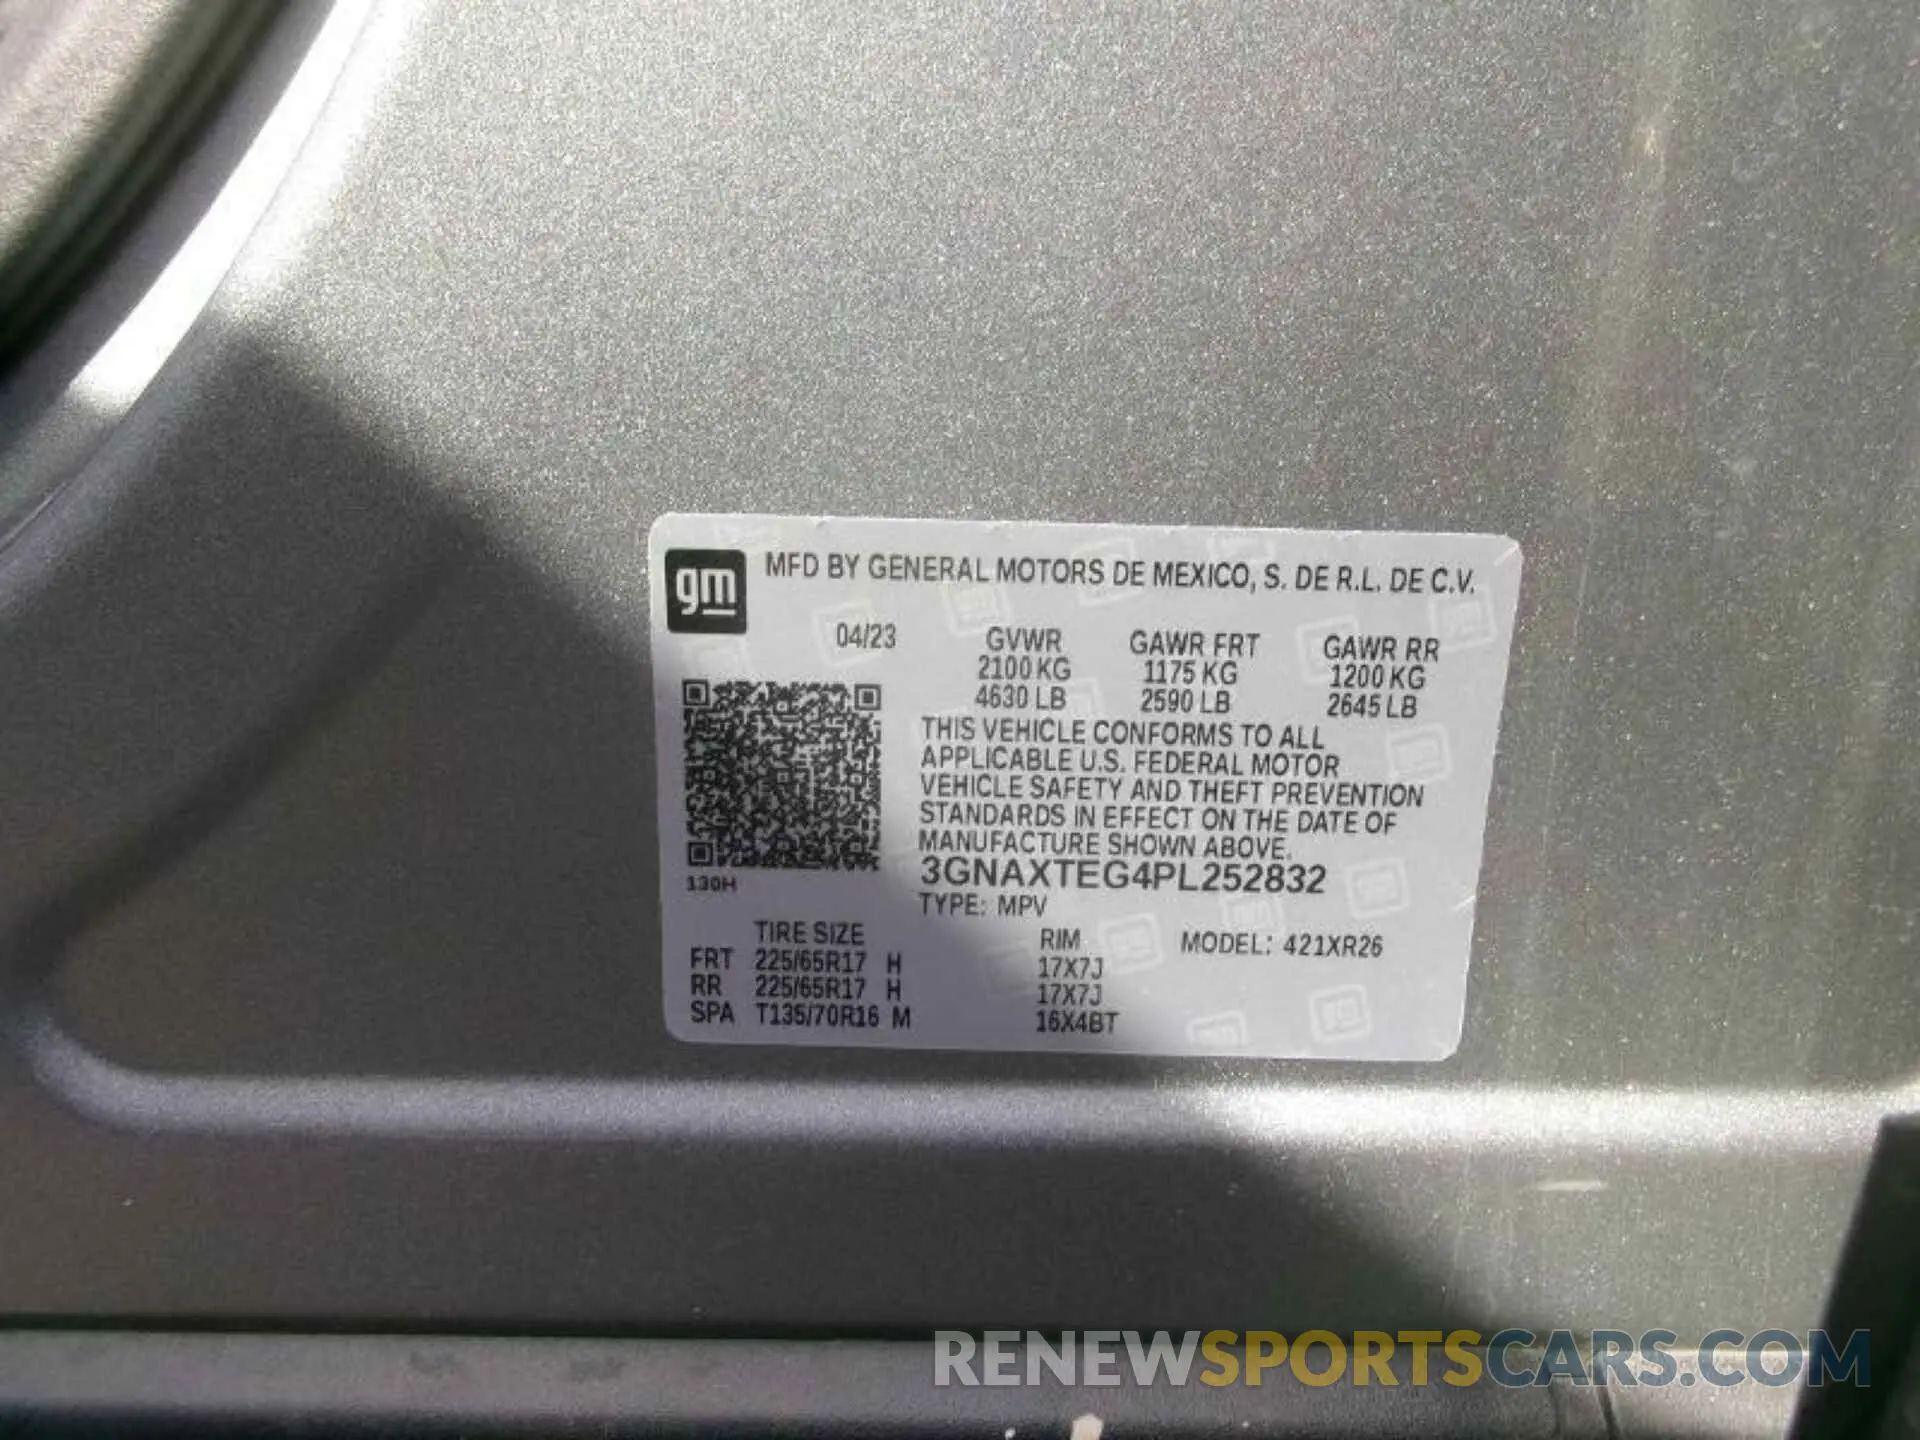 gm MFD BY GENERAL MOTORS DE MEXICO, S. DE R.L. DE C.V.
04/23 GVWR GAWR FRT GAWR RR
2100 KG 1175 KG 1200 KG
4630 LB 2590 LB 2645 LB
THIS VEHICLE CONFORMS TO ALL
APPLICABLE U.S. FEDERAL MOTOR
VEHICLE SAFETY AND THEFT PREVENTION
STANDARDS IN EFFECT ON THE DATE OF
MANUFACTURE SHOWN ABOVE.
130H 3GNAXTEG4PL252832
TYPE: MPV
TIRE SIZE RIM MODEL: 421XR26
FRT 225/65R17 H 17X7J
RR 225/65R17 H 17X7J
SPA T135/70R16 M 16X4BT
RENEWSPORTSCARS.COM